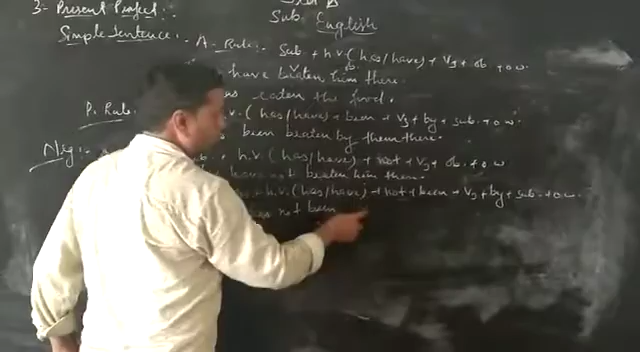 3- Present Perfect:-
Sub. English
Simple Sentence:- A. Rule:- Sub + h.v. (has/have) + V3 + ob + o.w.
have beaten him there.
eaten the food.
P. Rule. .v. (has/have) + been + V3 + by + sub. + o.w.
been beaten by them there.
Neg:- h.v. (has/have) + not + V3 + ob. + o.w.
have not beaten him there.
h.v. (has/have) + not + been + V3 + by + sub. + o.w.
not been